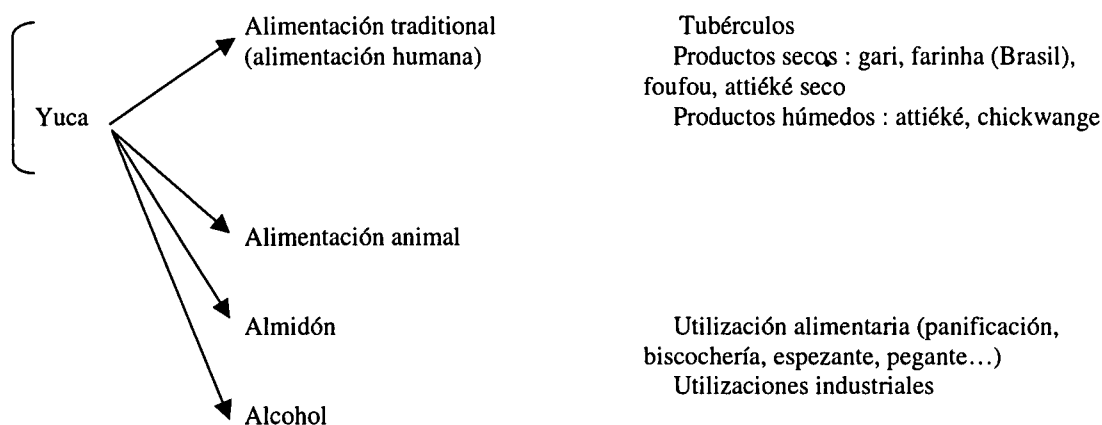 Alimentación traditional
(alimentación humana)
Tubérculos
Productos secos : gari, farinha (Brasil),
foufou, attiéké seco
Productos húmedos : attiéké, chickwange
Yuca
Alimentación animal
Almidón
Utilización alimentaria (panificación,
biscochería, espezante, pegante...)
Utilizaciones industriales
Alcohol